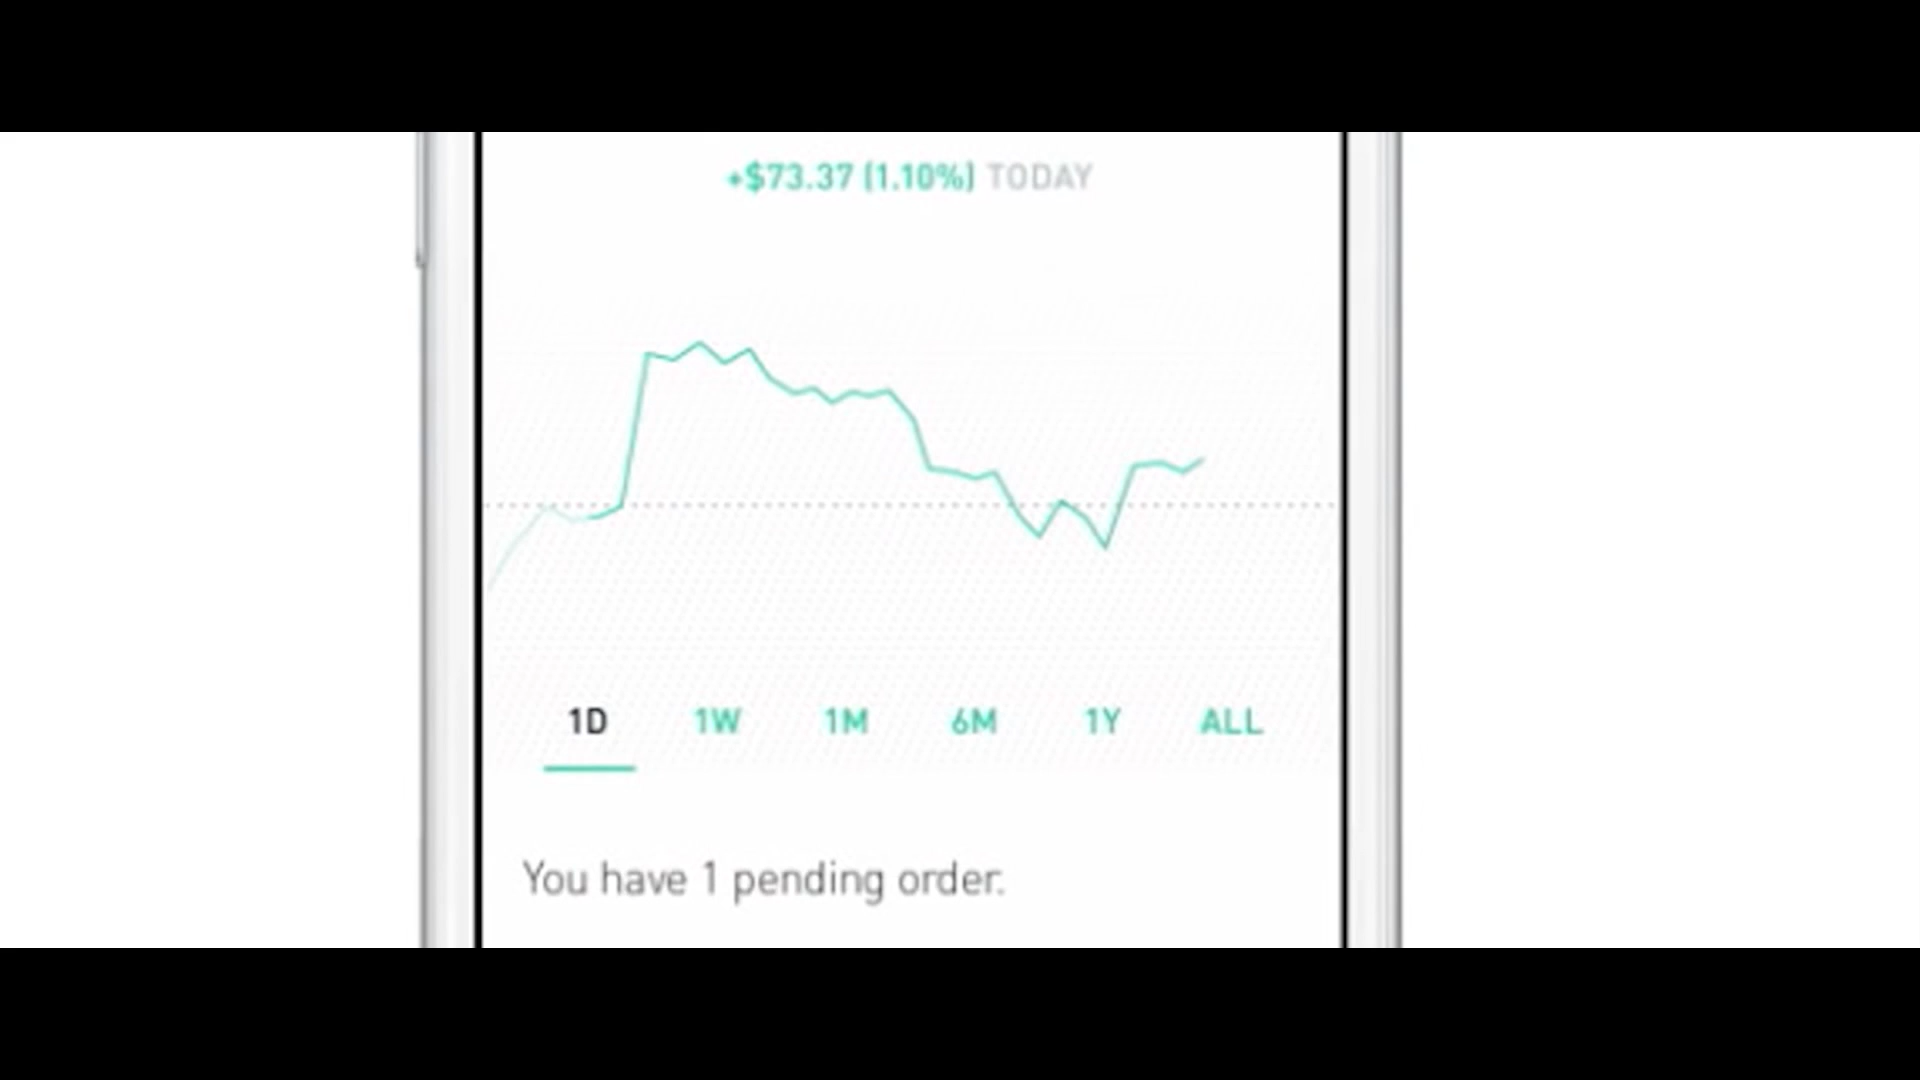 +$73.37 (1.10%) TODAY
1D 1W 1M 6M 1Y ALL
You have 1 pending order.